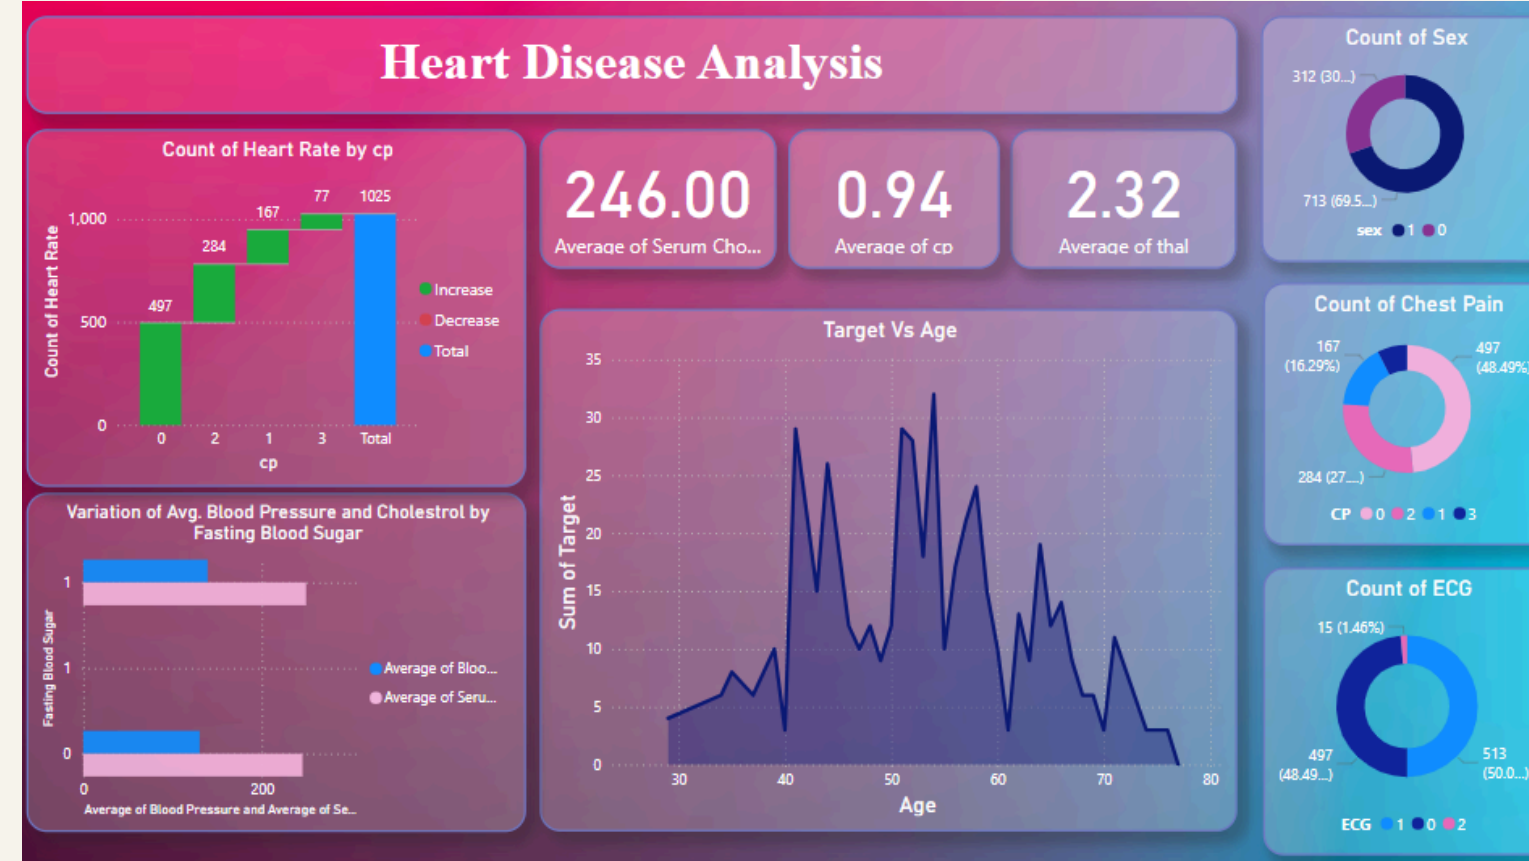 Heart Disease Analysis
Count of Heart Rate by cp
Count of Heart Rate
1,000
500
0
497
284
167
77
1025
0
2
1
3
Total
cp
Increase
Decrease
Total
246.00
Average of Serum Cho...
0.94
Average of cp
2.32
Average of thal
Variation of Avg. Blood Pressure and Cholestrol by
Fasting Blood Sugar
Fasting Blood Sugar
1
1
0
0
200
Average of Blood Pressure and Average of Se...
Average of Bloo...
Average of Seru...
Target Vs Age
Sum of Target
35
30
25
20
15
10
5
0
30
40
50
60
70
80
Age
Count of Sex
312 (30...)
713 (69.5...)
sex 1 0
Count of Chest Pain
167
(16.29%)
497
(48.49%)
284 (27....)
CP 0 2 1 3
Count of ECG
15 (1.46%)
497
(48.49...)
513
(50.0...)
ECG 1 0 2